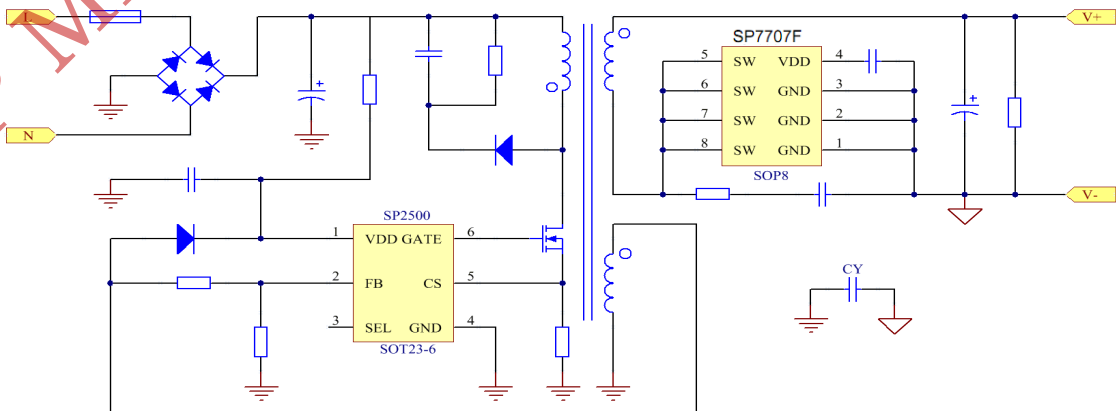 L
V+
SP7707F
5 SW VDD 4
6 SW GND 3
7 SW GND 2
8 SW GND 1
SOP8
N
V-
SP2500
1 VDD GATE 6
2 FB CS 5
3 SEL GND 4
SOT23-6
CY
+
+